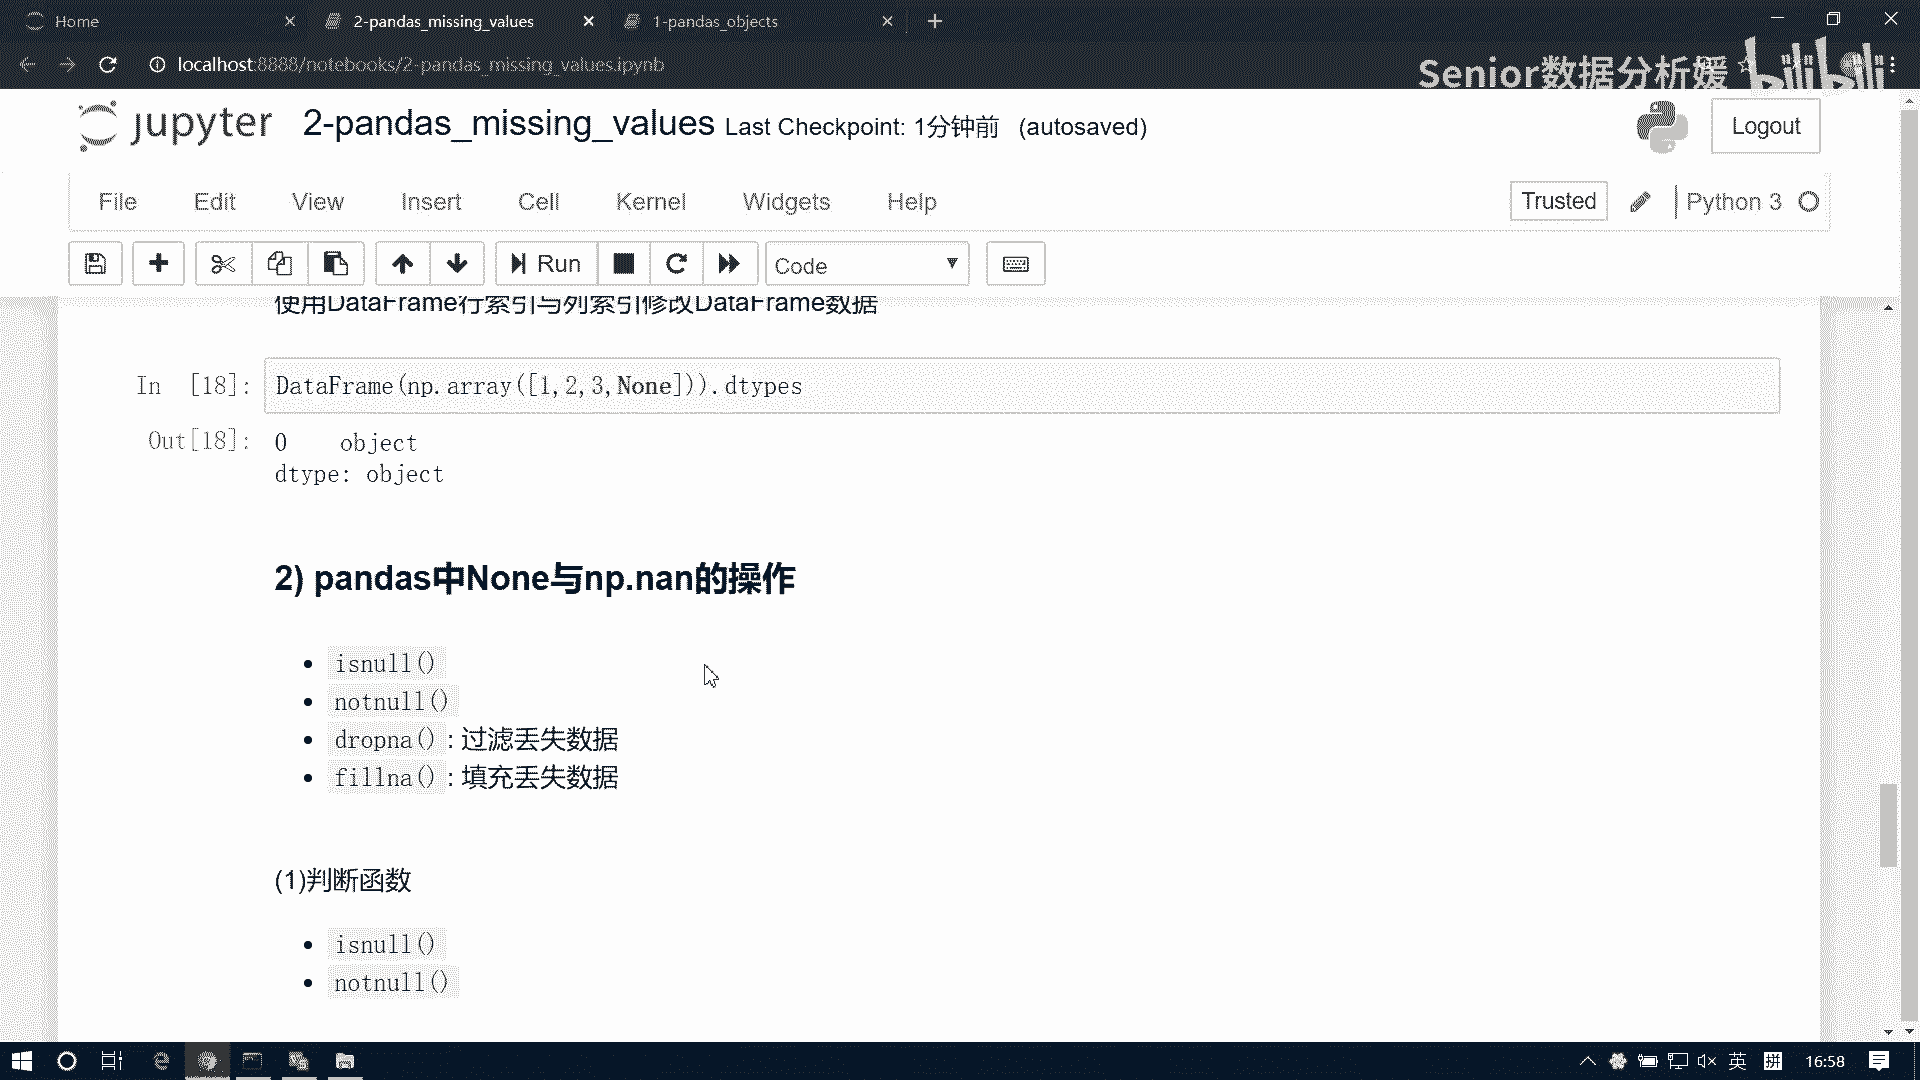 Home
2-pandas_missing_values
1-pandas_objects
localhost:8888/notebooks/2-pandas_missing_values.ipynb
Senior数据分析媛
bilibili
jupyter
2-pandas_missing_values Last Checkpoint: 1分钟前 (autosaved)
Logout
File Edit View Insert Cell Kernel Widgets Help
Trusted
Python 3
Run
Code
使用DataFrame行索引与列索引修改DataFrame数据
In [18]: DataFrame(np.array([1,2,3,None])).dtypes
Out[18]: 0 object
dtype: object
2) pandas中None与np.nan的操作
• isnull()
• notnull()
• dropna() : 过滤丢失数据
• fillna() : 填充丢失数据
(1)判断函数
• isnull()
• notnull()
英
拼
16:58